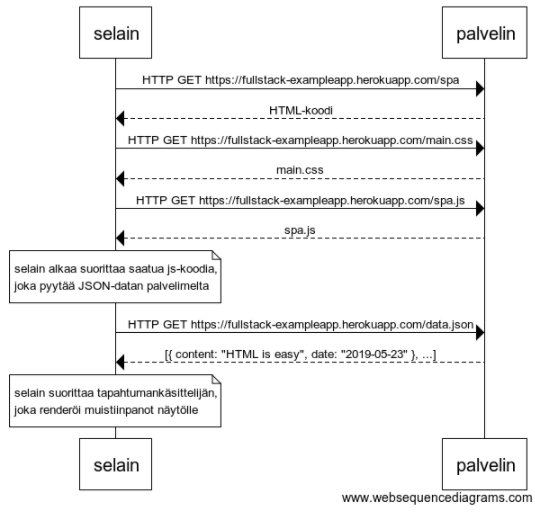 selain
palvelin
HTTP GET https://fullstack-exampleapp.herokuapp.com/spa
HTML-koodi
HTTP GET https://fullstack-exampleapp.herokuapp.com/main.css
main.css
HTTP GET https://fullstack-exampleapp.herokuapp.com/spa.js
spa.js
selain alkaa suorittaa saatua js-koodia,
joka pyytää JSON-datan palvelimelta
HTTP GET https://fullstack-exampleapp.herokuapp.com/data.json
[{ content: "HTML is easy", date: "2019-05-23" }, ...]
selain suorittaa tapahtumankäsittelijän,
joka renderöi muistiinpanot näytölle
selain
palvelin
www.websequencediagrams.com